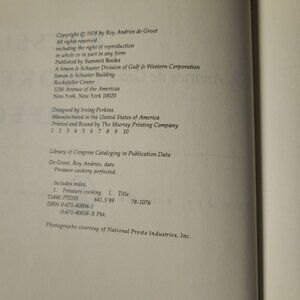 Copyright © 1978 by Roy Andries de Groot
All rights reserved
including the right of reproduction
in whole or in part in any form
Published by Summit Books
A Simon & Schuster Division of Gulf & Western Corporation
Simon & Schuster Building
Rockefeller Center
1230 Avenue of the Americas
New York, New York 10020
Designed by Irving Perkins
Manufactured in the United States of America
Printed and Bound by The Murray Printing Company
1 2 3 4 5 6 7 8 9 10
Library of Congress Cataloging in Publication Data
De Groot, Roy Andries, date.
Pressure cookery perfected.
Includes index.
1. Pressure cooking. I. Title.
641.5'89 78-1076
ISBN 0-671-40006-1
Pbk.
Photographs courtesy of National Presto Industries, Inc.